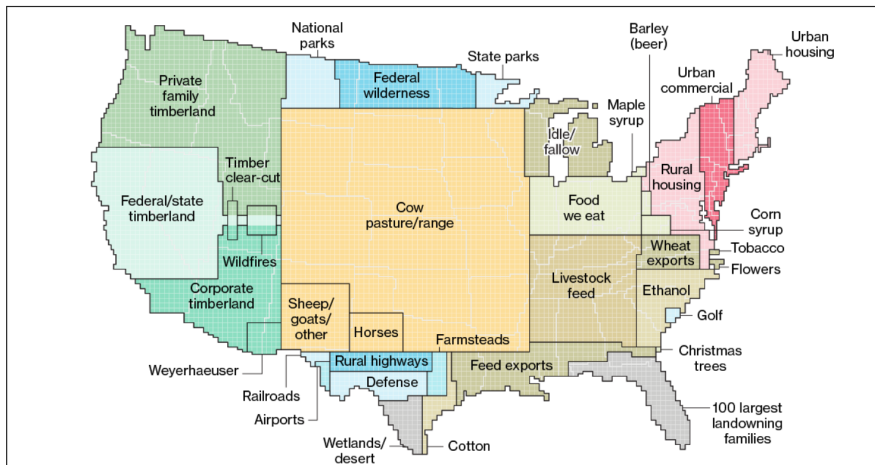 National
parks
State parks
Barley
(beer)
Urban
housing
Private
family
timberland
Federal
wilderness
Urban
commercial
Maple
syrup
Idle/
fallow
Timber
clear-cut
Rural
housing
Federal/state
timberland
Cow
pasture/range
Food
we eat
Corn
syrup
Wildfires
Wheat
exports
Tobacco
Flowers
Corporate
timberland
Livestock
feed
Ethanol
Sheep/
goats/
other
Horses
Golf
Farmsteads
Weyerhaeuser
Rural highways
Feed exports
Christmas
trees
Railroads
Defense
Airports
100 largest
landowning
families
Wetlands/
desert
Cotton